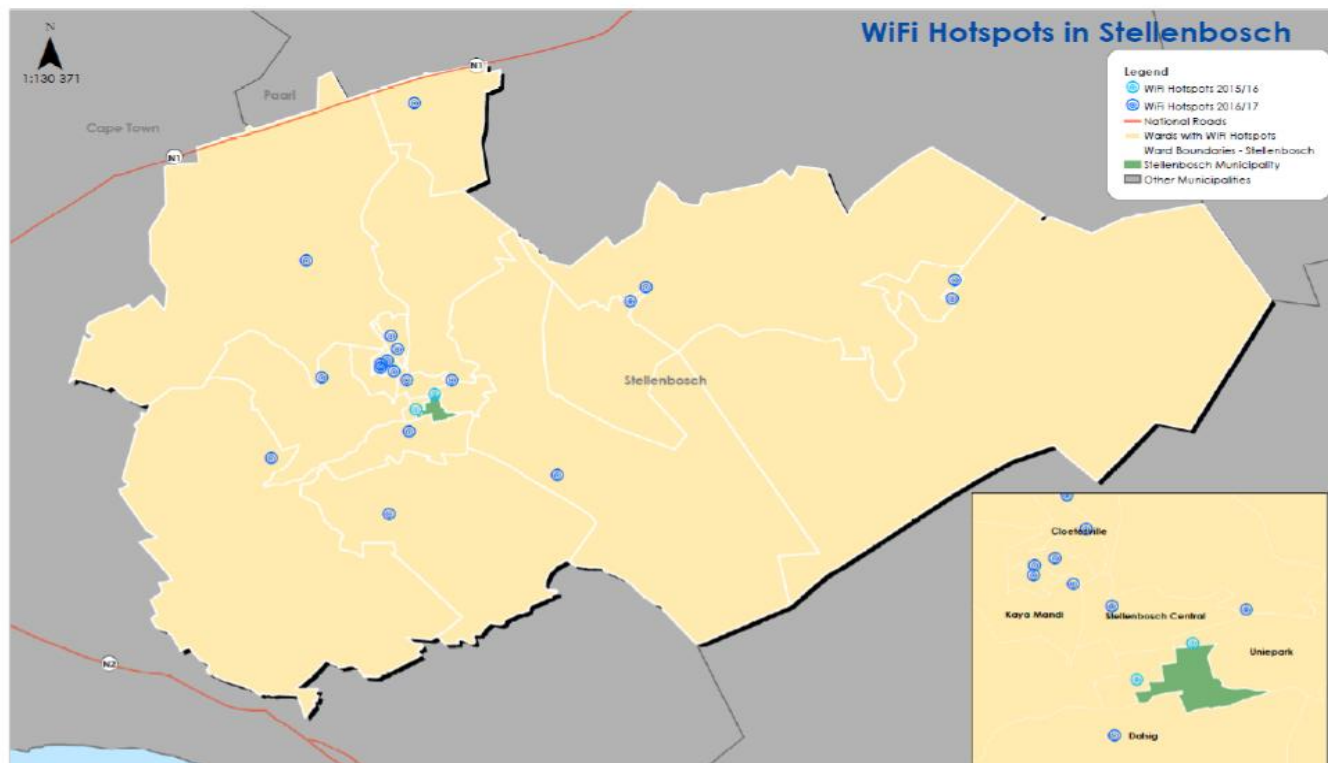 WiFi Hotspots in Stellenbosch
N
1:130 371
Legend
WiFi Hotspots 2015/16
WiFi Hotspots 2016/17
National Roads
Wards with WiFi Hotspots
Ward Boundaries - Stellenbosch
Stellenbosch Municipality
Other Municipalities
N1
Paarl
Cape Town
N1
Stellenbosch
N2
Cloetesville
Kaya Mandi
Stellenbosch Central
Uniepark
Dalsig